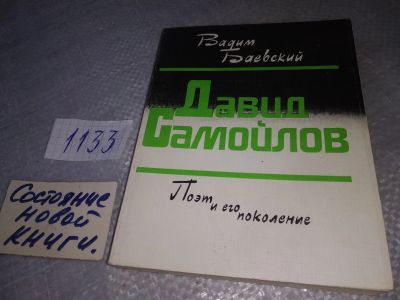 Вадим
Баевский
Давид
Самойлов
Поэт
и его
поколение
1133
Состояние
новой
книги.